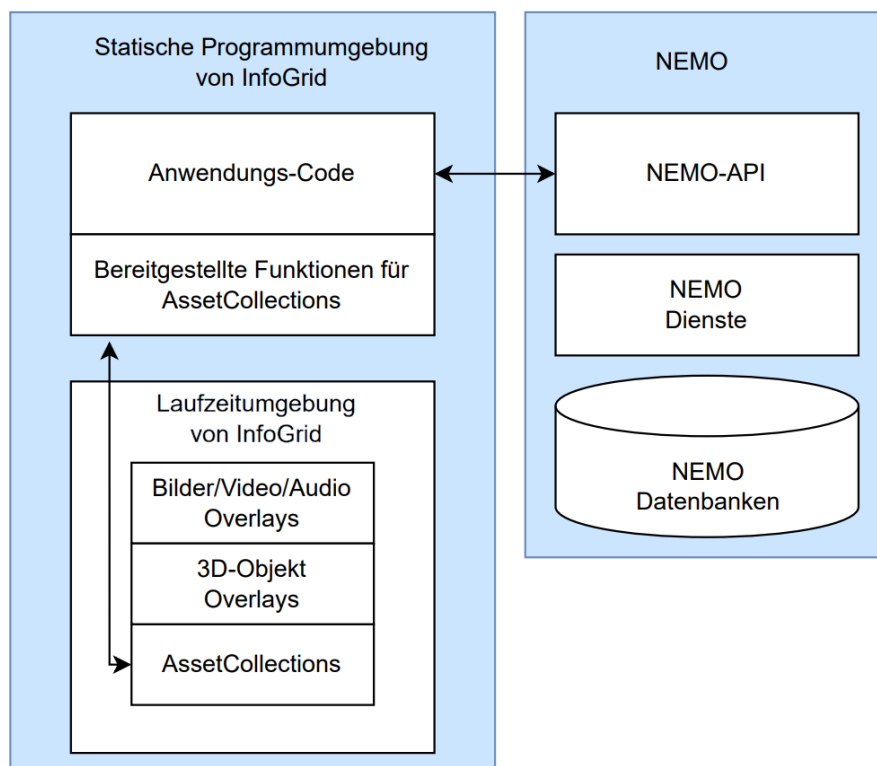 Statische Programmumgebung
von InfoGrid
Anwendungs-Code
Bereitgestellte Funktionen für
AssetCollections
Laufzeitumgebung
von InfoGrid
Bilder/Video/Audio
Overlays
3D-Objekt
Overlays
AssetCollections
NEMO
NEMO-API
NEMO
Dienste
NEMO
Datenbanken